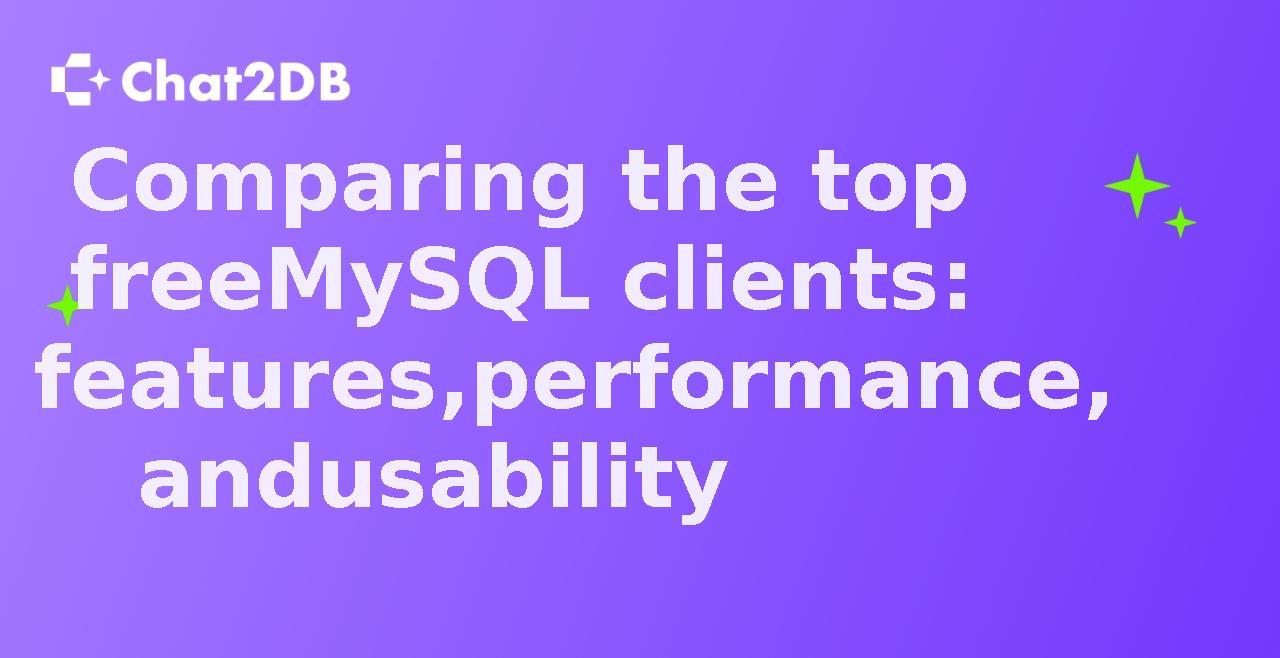 Chat2DB
Comparing the top
freeMySQL clients:
features,performance,
andusability